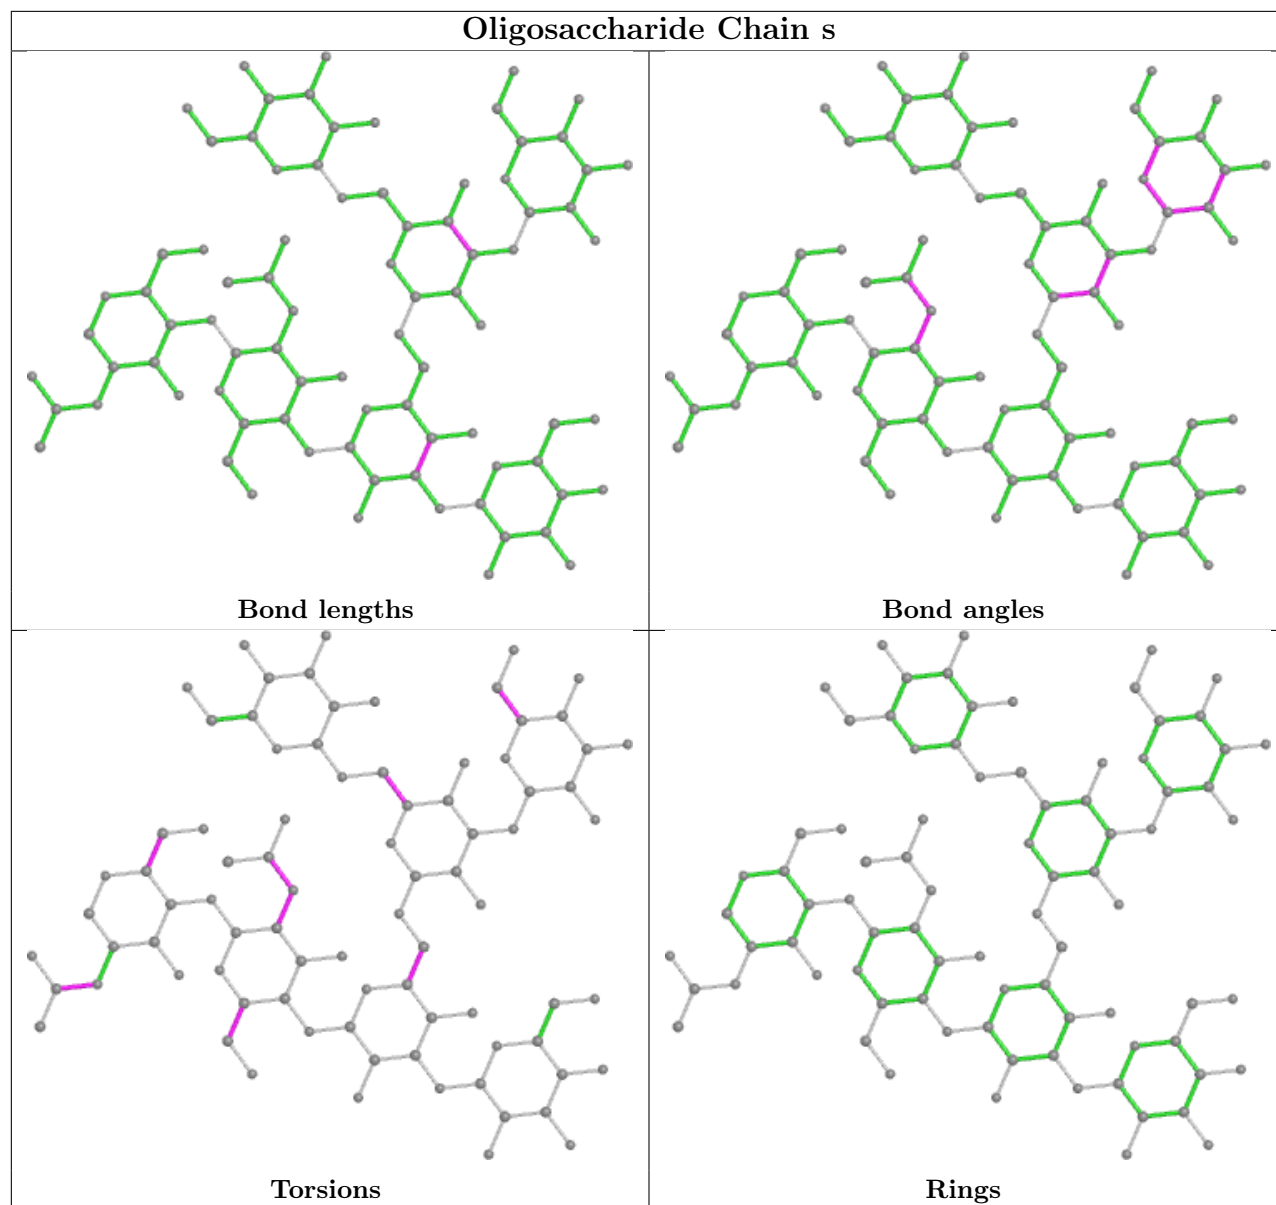 Oligosaccharide Chain s
Bond lengths
Bond angles
Torsions
Rings